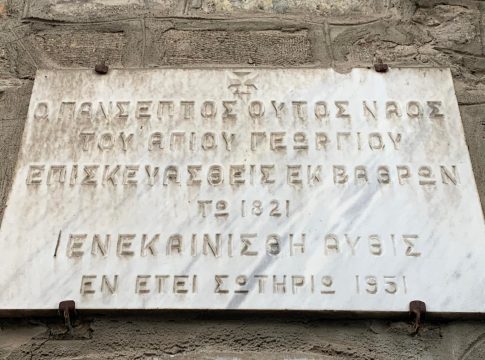 Ο ΠΑΝΣΕΠΤΟΣ ΟΥΤΟΣ ΝΑΟΣ
ΤΟΥ ΑΓΙΟΥ ΓΕΩΡΓΙΟΥ
ΕΠΙΣΚΕΥΑΣΘΕΙΣ ΕΚ ΒΑΘΡΩΝ
ΤΩ 1821
ΕΝΕΚΑΙΝΙΣΘΗ ΑΥΘΙΣ
ΕΝ ΕΤΕΙ ΣΩΤΗΡΙΩ 1951